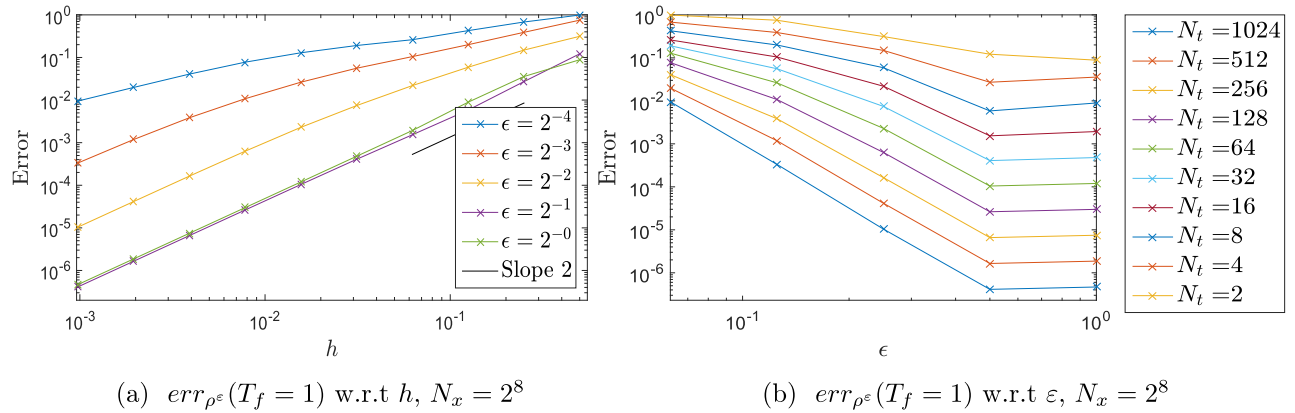 10^0
10^-1
10^-2
10^-3
10^-4
10^-5
10^-6
Error
10^-3
10^-2
10^-1
h
ϵ = 2^-4
ϵ = 2^-3
ϵ = 2^-2
ϵ = 2^-1
ϵ = 2^-0
Slope 2
(a) err_ρ^ε(T_f = 1) w.r.t h, N_x = 2^8
10^0
10^-1
10^-2
10^-3
10^-4
10^-5
10^-6
Error
10^-1
10^0
ϵ
N_t =1024
N_t =512
N_t =256
N_t =128
N_t =64
N_t =32
N_t =16
N_t =8
N_t =4
N_t =2
(b) err_ρ^ε(T_f = 1) w.r.t ε, N_x = 2^8